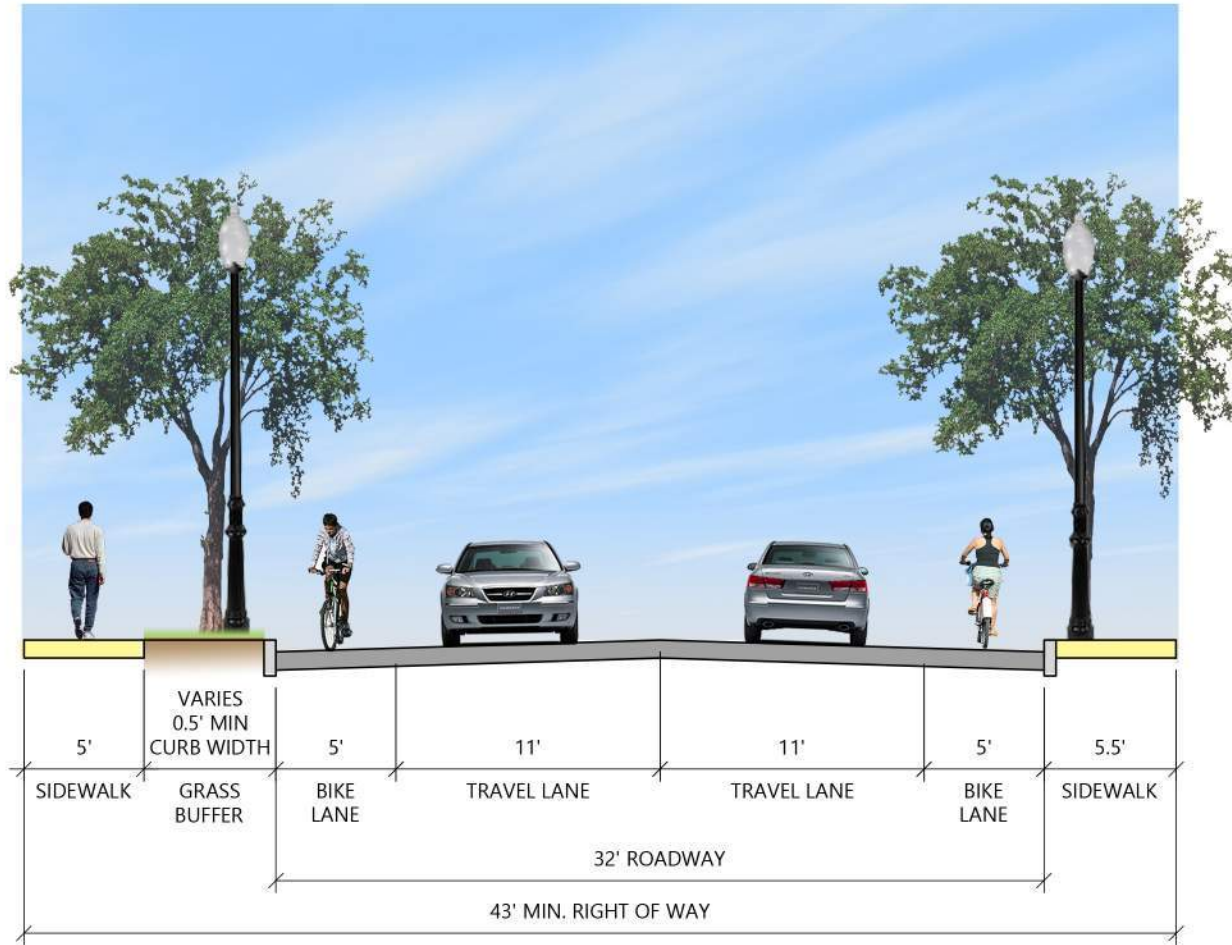 VARIES
0.5' MIN
5'
CURB WIDTH
5'
11'
11'
5'
5.5'
SIDEWALK
GRASS
BUFFER
BIKE
LANE
TRAVEL LANE
TRAVEL LANE
BIKE
LANE
SIDEWALK
32' ROADWAY
43' MIN. RIGHT OF WAY